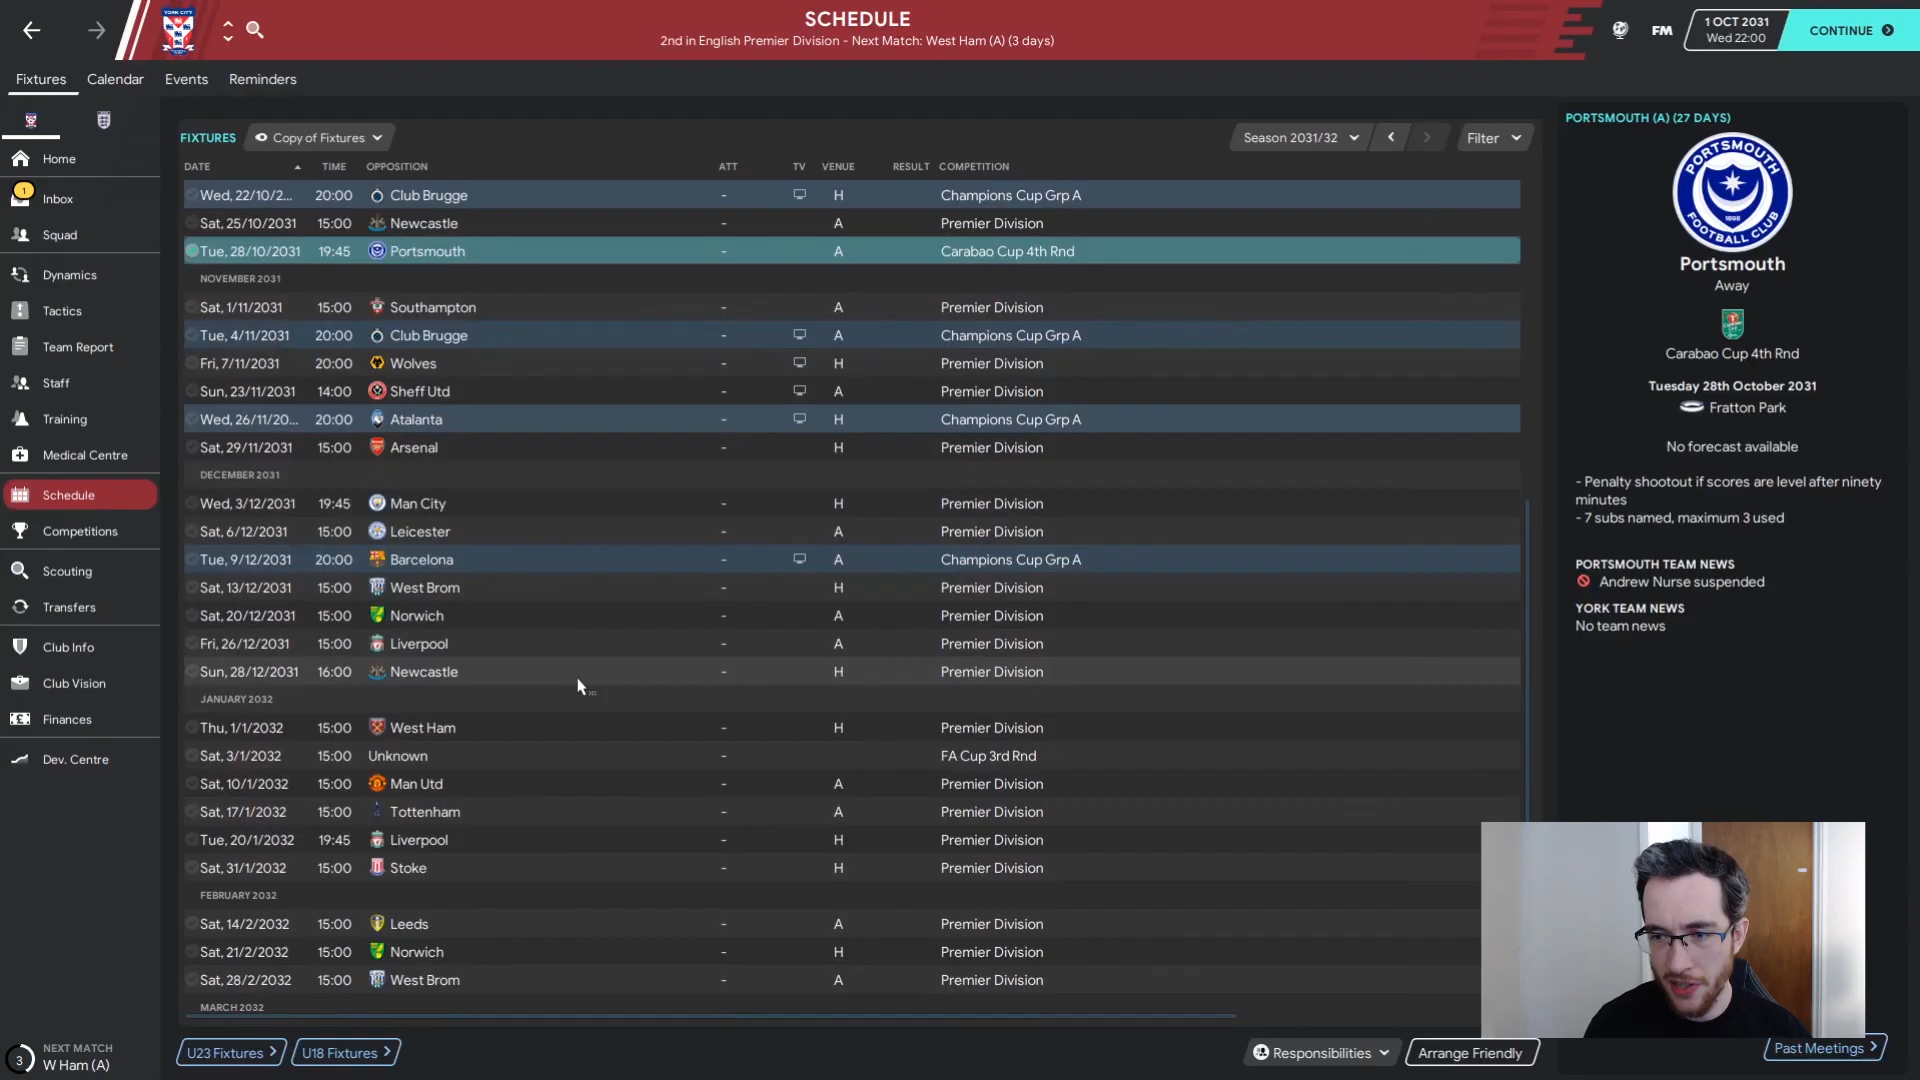 YORK CITY
SCHEDULE
2nd in English Premier Division - Next Match: West Ham (A) (3 days)
FM
1 OCT 2031
Wed 22:00
CONTINUE
Fixtures
Calendar
Events
Reminders
Home
1
Inbox
Squad
Dynamics
Tactics
Team Report
Staff
Training
Medical Centre
Schedule
Competitions
Scouting
Transfers
Club Info
Club Vision
Finances
Dev. Centre
3
NEXT MATCH
W Ham (A)
FIXTURES
Copy of Fixtures
Season 2031/32
Filter
DATE TIME OPPOSITION ATT TV VENUE RESULT COMPETITION
Wed, 22/10/2... 20:00 Club Brugge - H Champions Cup Grp A
Sat, 25/10/2031 15:00 Newcastle - A Premier Division
Tue, 28/10/2031 19:45 Portsmouth - A Carabao Cup 4th Rnd
NOVEMBER 2031
Sat, 1/11/2031 15:00 Southampton - A Premier Division
Tue, 4/11/2031 20:00 Club Brugge - A Champions Cup Grp A
Fri, 7/11/2031 20:00 Wolves - H Premier Division
Sun, 23/11/2031 14:00 Sheff Utd - A Premier Division
Wed, 26/11/20... 20:00 Atalanta - H Champions Cup Grp A
Sat, 29/11/2031 15:00 Arsenal - H Premier Division
DECEMBER 2031
Wed, 3/12/2031 19:45 Man City - H Premier Division
Sat, 6/12/2031 15:00 Leicester - A Premier Division
Tue, 9/12/2031 20:00 Barcelona - A Champions Cup Grp A
Sat, 13/12/2031 15:00 West Brom - H Premier Division
Sat, 20/12/2031 15:00 Norwich - A Premier Division
Fri, 26/12/2031 15:00 Liverpool - A Premier Division
Sun, 28/12/2031 16:00 Newcastle - H Premier Division
JANUARY 2032
Thu, 1/1/2032 15:00 West Ham - H Premier Division
Sat, 3/1/2032 15:00 Unknown - FA Cup 3rd Rnd
Sat, 10/1/2032 15:00 Man Utd - A Premier Division
Sat, 17/1/2032 15:00 Tottenham - A Premier Division
Tue, 20/1/2032 19:45 Liverpool - H Premier Division
Sat, 31/1/2032 15:00 Stoke - H Premier Division
FEBRUARY 2032
Sat, 14/2/2032 15:00 Leeds - A Premier Division
Sat, 21/2/2032 15:00 Norwich - H Premier Division
Sat, 28/2/2032 15:00 West Brom - A Premier Division
MARCH 2032
U23 Fixtures
U18 Fixtures
Responsibilities
Arrange Friendly
PORTSMOUTH (A) (27 DAYS)
PORTSMOUTH
1898
FOOTBALL CLUB
Portsmouth
Away
Carabao Cup 4th Rnd
Tuesday 28th October 2031
Fratton Park
No forecast available
- Penalty shootout if scores are level after ninety
minutes
- 7 subs named, maximum 3 used
PORTSMOUTH TEAM NEWS
Andrew Nurse suspended
YORK TEAM NEWS
No team news
Past Meetings